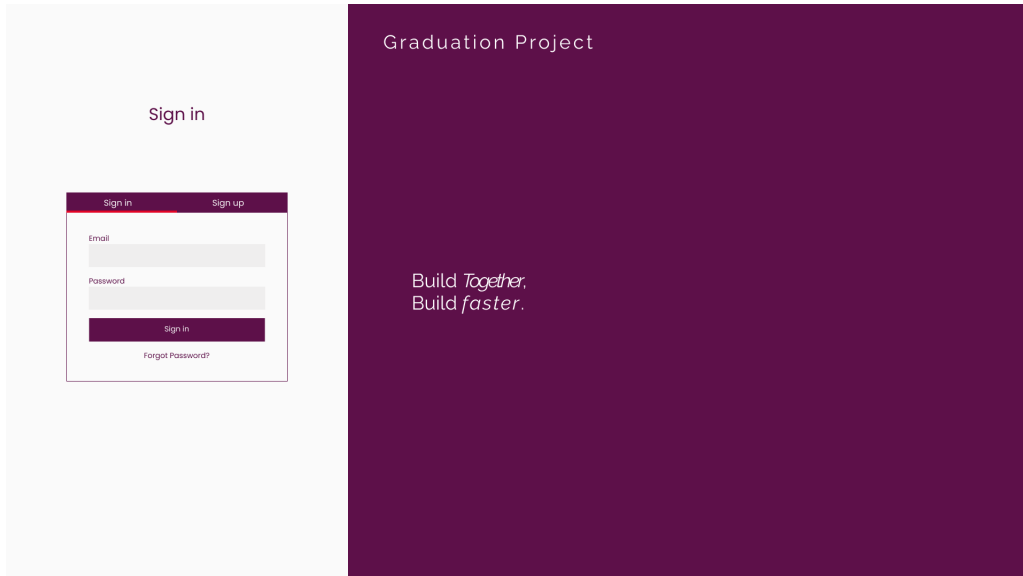 Graduation Project
Sign in
Sign in
Sign up
Email
Password
Sign in
Forgot Password?
Build Together,
Build faster.